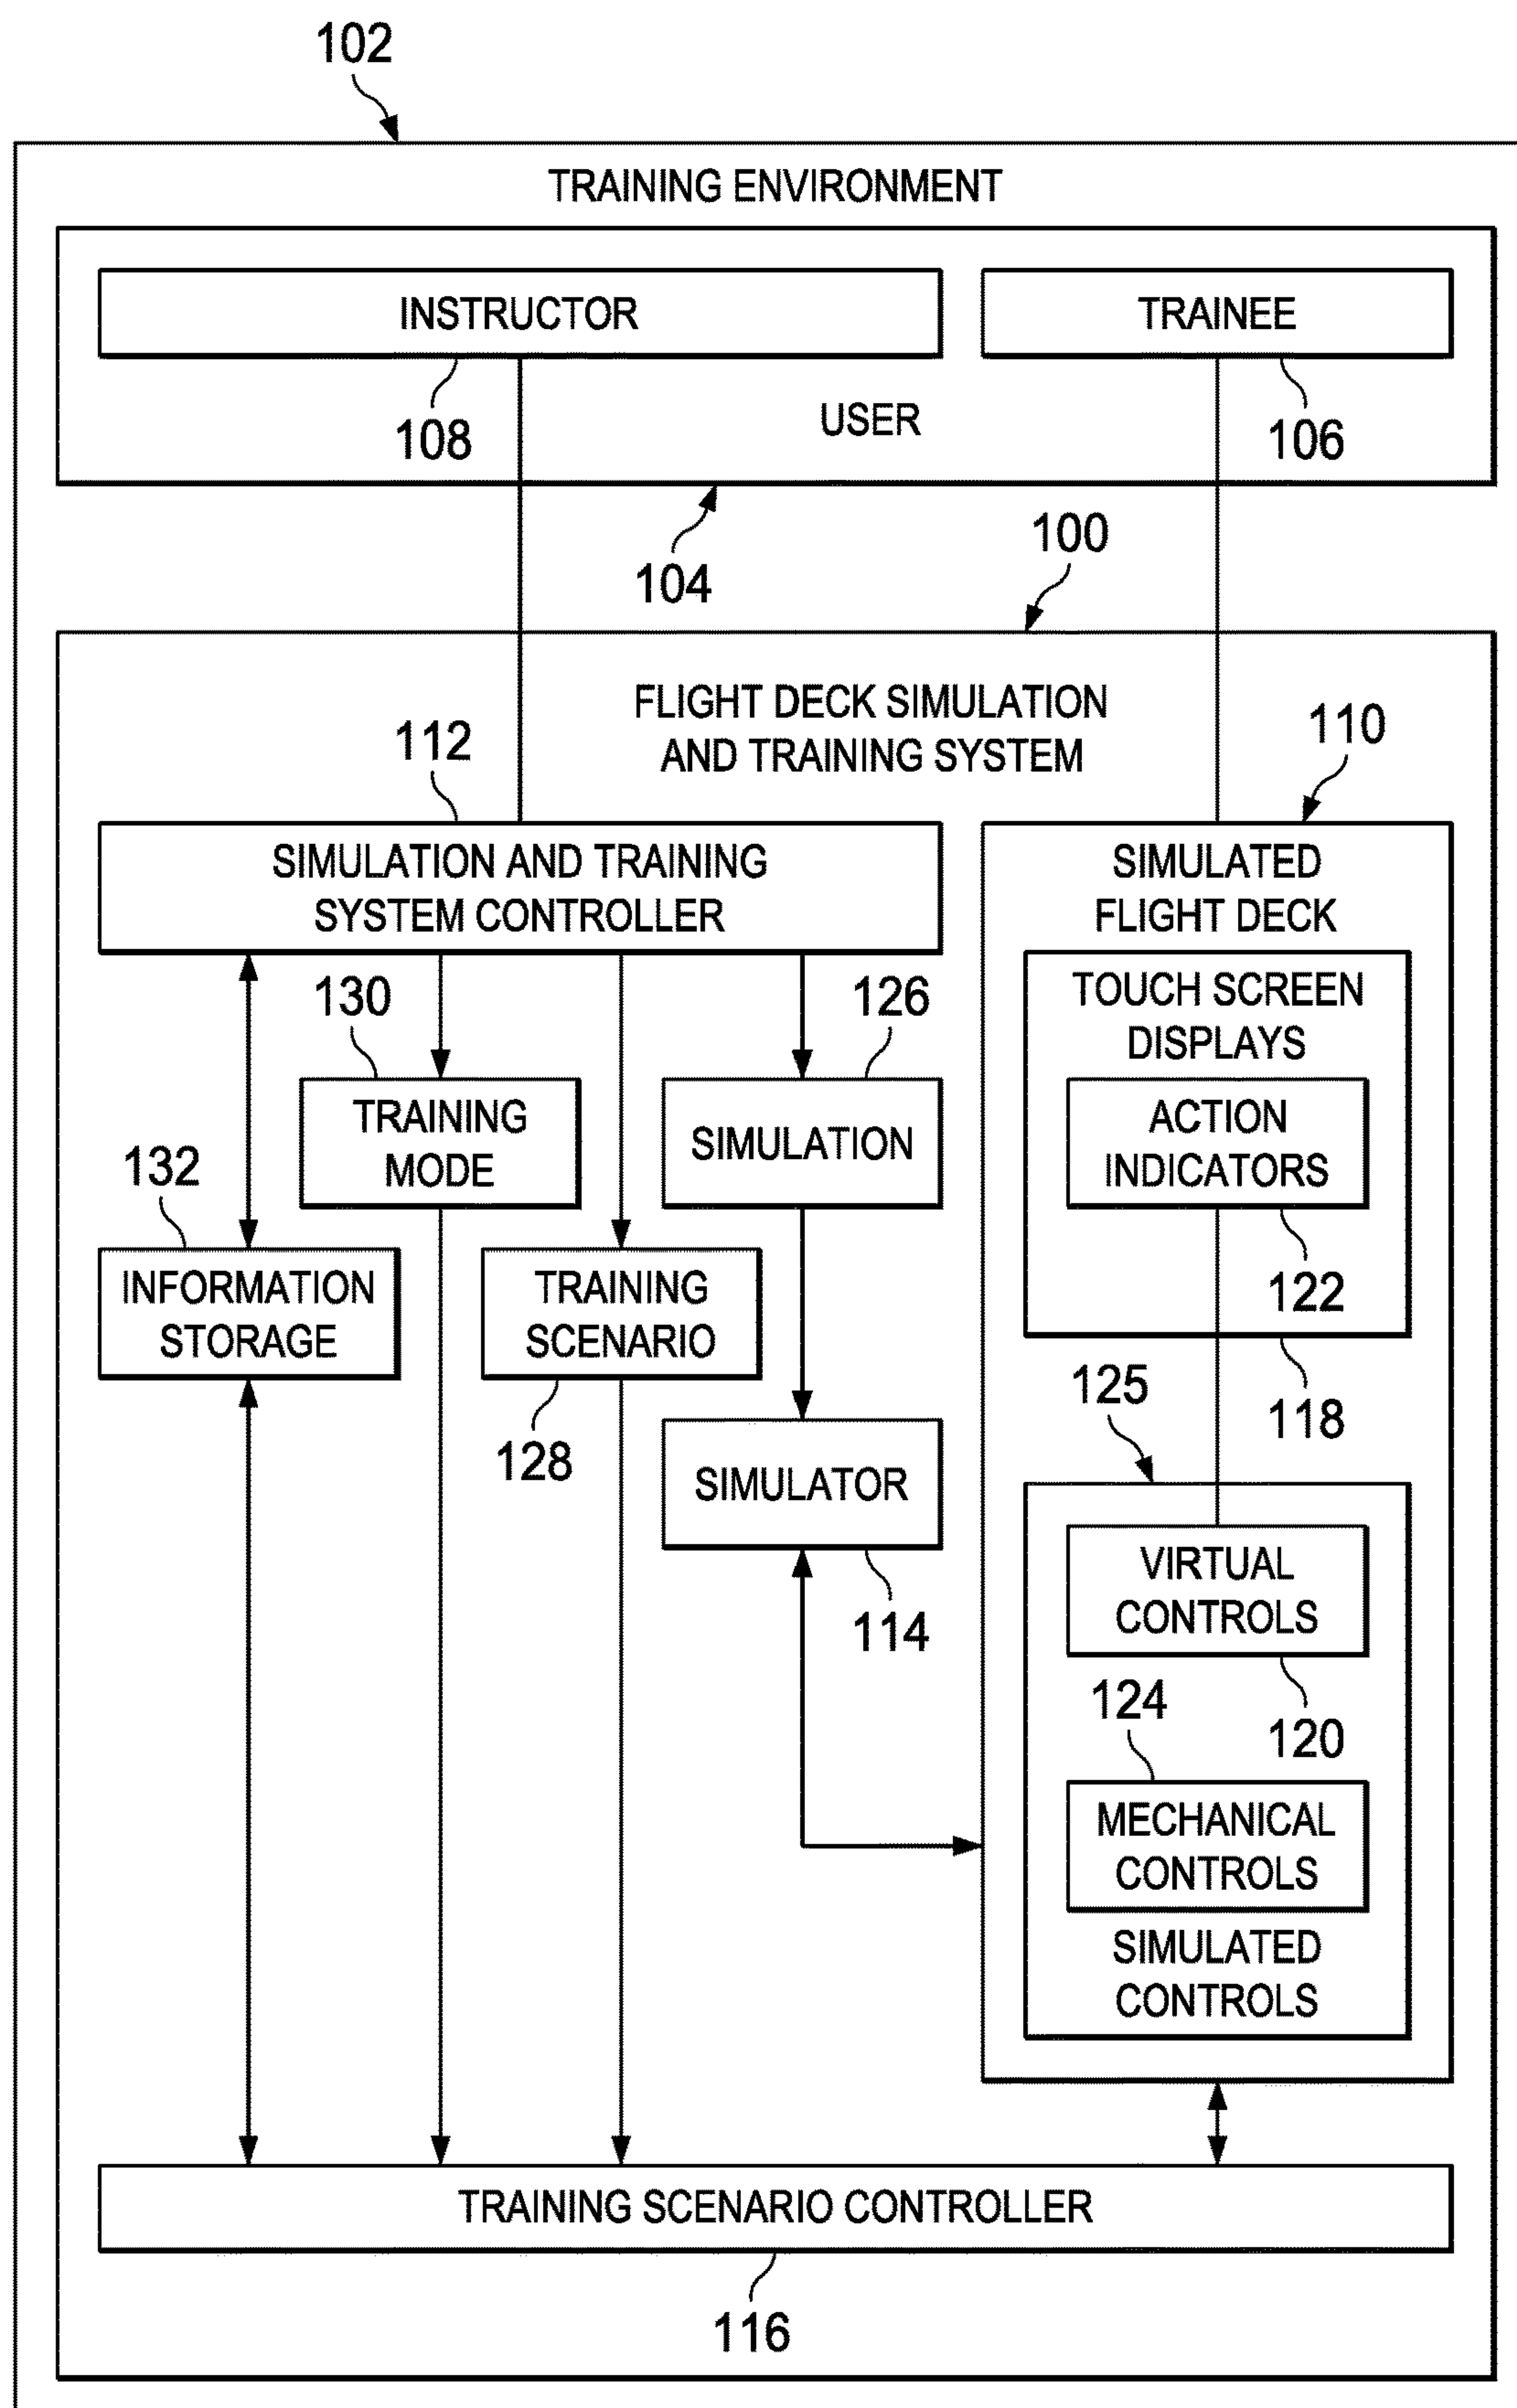 102
TRAINING ENVIRONMENT
INSTRUCTOR
TRAINEE
108
USER
106
104
100
FLIGHT DECK SIMULATION
AND TRAINING SYSTEM
112
110
SIMULATION AND TRAINING
SYSTEM CONTROLLER
SIMULATED
FLIGHT DECK
130
126
TOUCH SCREEN
DISPLAYS
TRAINING
MODE
SIMULATION
ACTION
INDICATORS
132
122
INFORMATION
STORAGE
TRAINING
SCENARIO
125
118
128
SIMULATOR
VIRTUAL
CONTROLS
114
124
120
MECHANICAL
CONTROLS
SIMULATED
CONTROLS
TRAINING SCENARIO CONTROLLER
116